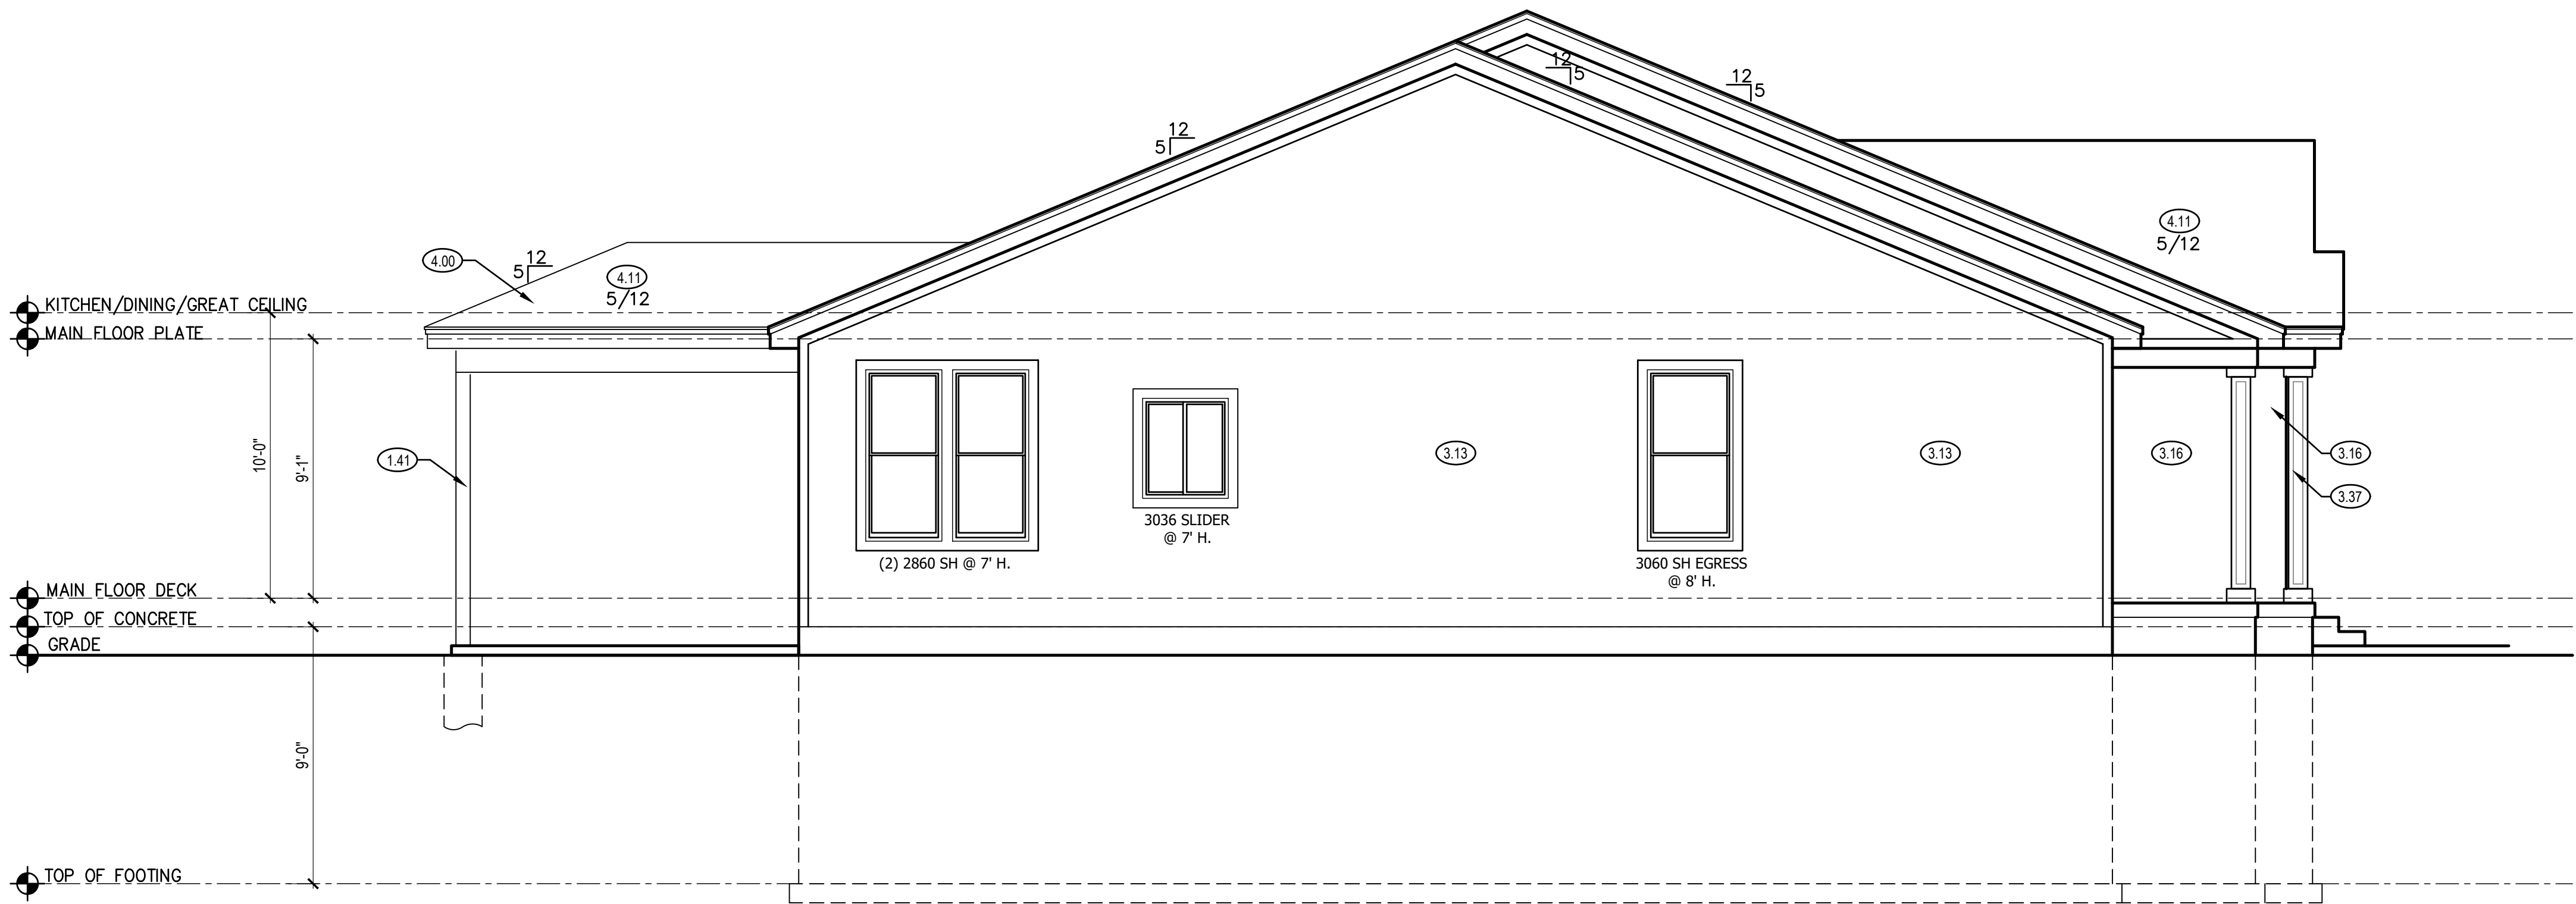 12
5
12
5
12
5
4.11
5/12
4.00
12
5
4.11
5/12
KITCHEN/DINING/GREAT CEILING
MAIN FLOOR PLATE
10'-0"
9'-1"
1.41
3.13
3.13
3.16
3.16
3.37
3036 SLIDER
@ 7' H.
(2) 2860 SH @ 7' H.
3060 SH EGRESS
@ 8' H.
MAIN FLOOR DECK
TOP OF CONCRETE
GRADE
9'-0"
TOP OF FOOTING